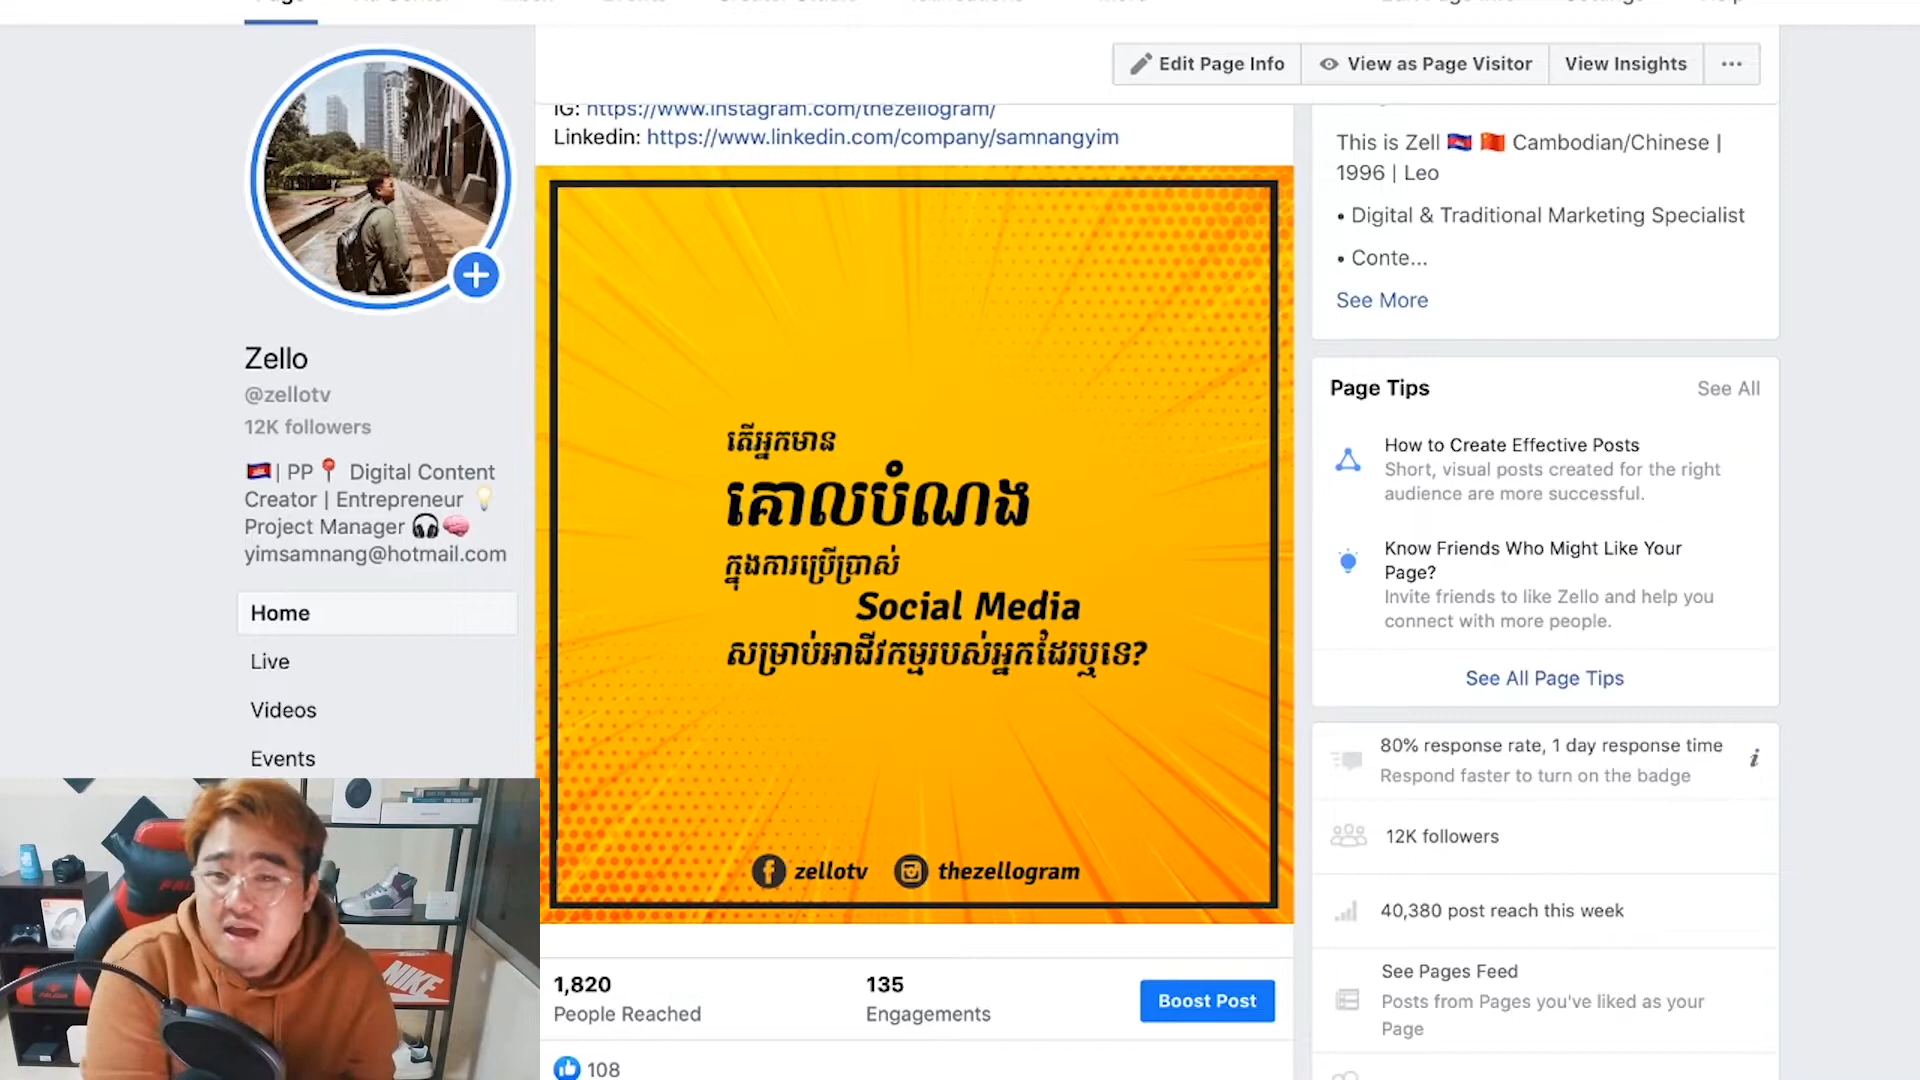 Edit Page Info
View as Page Visitor
View Insights
IG: https://www.instagram.com/thezellogram/
Linkedin: https://www.linkedin.com/company/samnangyim
Zello
@zellotv
12K followers
| PP Digital Content
Creator | Entrepreneur
Project Manager
yimsamnang@hotmail.com
Home
Live
Videos
Events
តើអ្នកមាន
គោលបំណង
ក្នុងការប្រើប្រាស់
Social Media
សម្រាប់អាជីវកម្មរបស់អ្នកដែរឬទេ?
zellotv
thezellogram
1,820
People Reached
135
Engagements
Boost Post
108
This is Zell Cambodian/Chinese |
1996 | Leo
• Digital & Traditional Marketing Specialist
• Conte...
See More
Page Tips
See All
How to Create Effective Posts
Short, visual posts created for the right
audience are more successful.
Know Friends Who Might Like Your
Page?
Invite friends to like Zello and help you
connect with more people.
See All Page Tips
80% response rate, 1 day response time
Respond faster to turn on the badge
12K followers
40,380 post reach this week
See Pages Feed
Posts from Pages you've liked as your
Page
NIKE